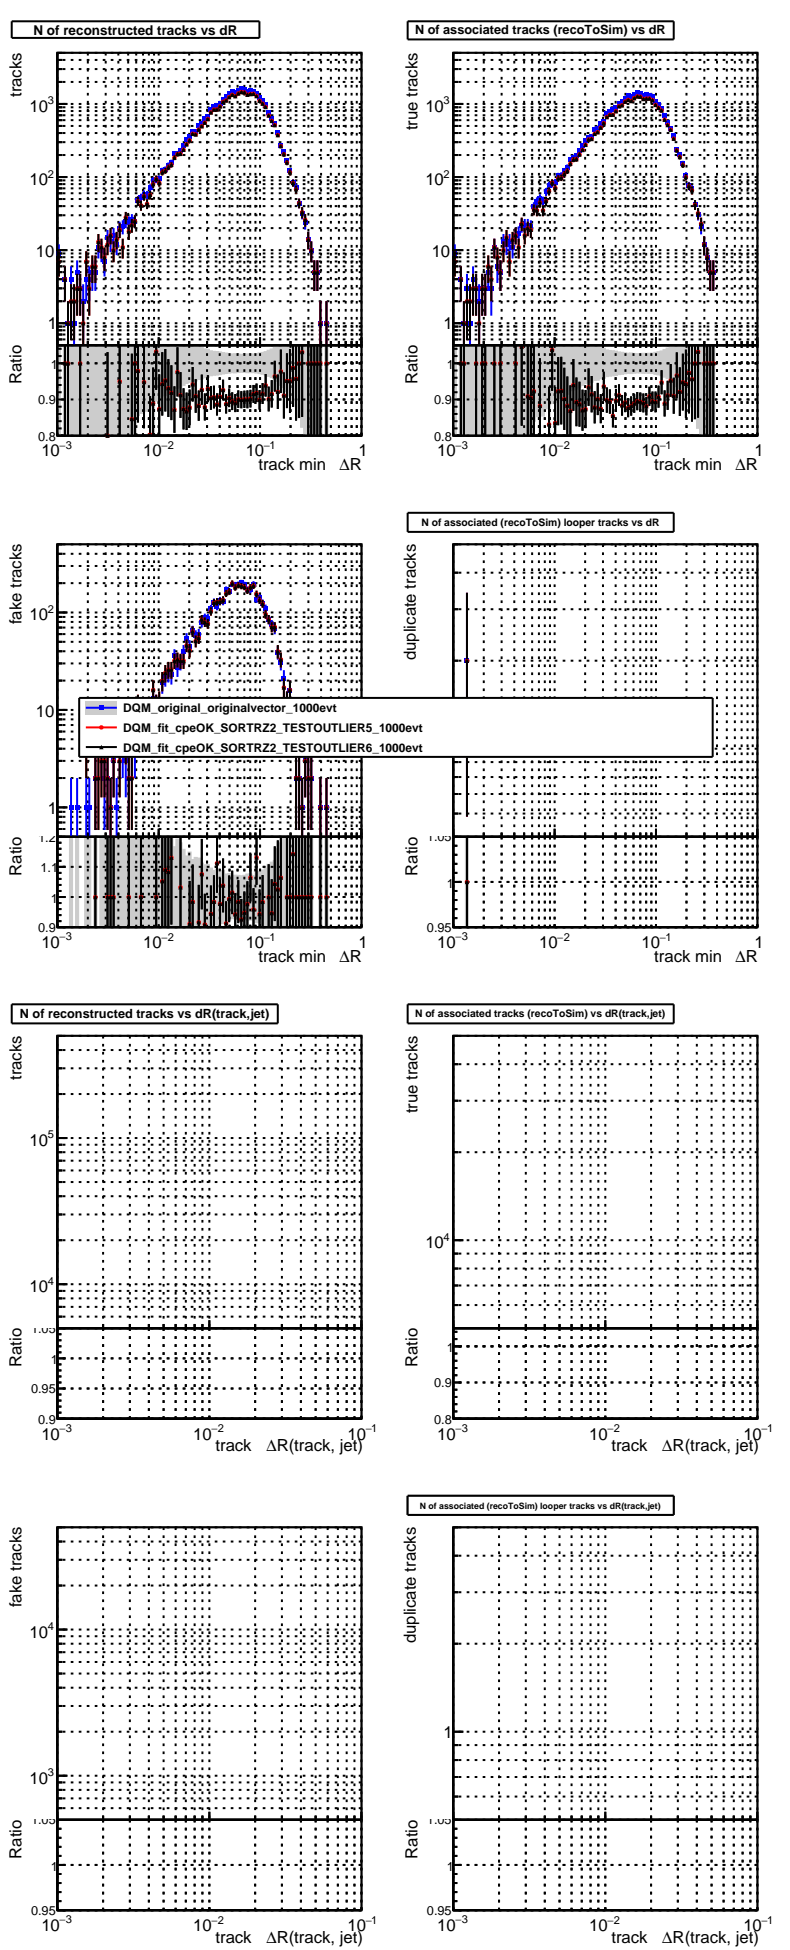 N of reconstructed tracks vs dR
tracks
10³
10²
10
1
Ratio
1
0.9
0.8
10⁻³ 10⁻² 10⁻¹ 1
track min ΔR
N of associated tracks (recoToSim) vs dR
true tracks
10³
10²
10
1
Ratio
1
0.9
0.8
10⁻³ 10⁻² 10⁻¹ 1
track min ΔR
fake tracks
10²
10
1
Ratio
1.2
1.1
1
0.9
10⁻³ 10⁻² 10⁻¹ 1
track min ΔR
N of associated (recoToSim) looper tracks vs dR
duplicate tracks
Ratio
1.05
1
0.95
10⁻³ 10⁻² 10⁻¹ 1
track min ΔR
DQM_original_originalvector_1000evt
DQM_fit_cpeOK_SORTRZ2_TESTOUTLIER5_1000evt
DQM_fit_cpeOK_SORTRZ2_TESTOUTLIER6_1000evt
N of reconstructed tracks vs dR(track,jet)
tracks
10⁵
10⁴
Ratio
1.05
1
0.95
0.9
10⁻³ 10⁻² 10⁻¹
track ΔR(track, jet)
N of associated tracks (recoToSim) vs dR(track,jet)
true tracks
10⁴
Ratio
1
0.9
0.8
10⁻³ 10⁻² 10⁻¹
track ΔR(track, jet)
fake tracks
10⁴
10³
Ratio
1.05
1
0.95
10⁻³ 10⁻² 10⁻¹
track ΔR(track, jet)
N of associated (recoToSim) looper tracks vs dR(track,jet)
duplicate tracks
1
Ratio
1.05
1
0.95
10⁻³ 10⁻² 10⁻¹
track ΔR(track, jet)